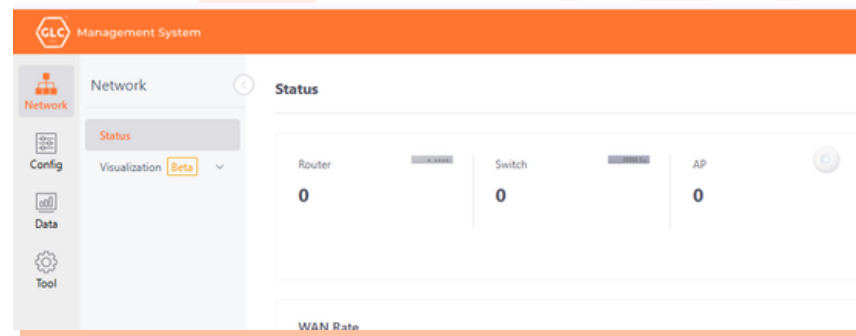 GLC Management System
Network
Config
Data
Tool
Network
Status
Visualization Beta
Status
Router
0
Switch
0
AP
0
WAN Rate